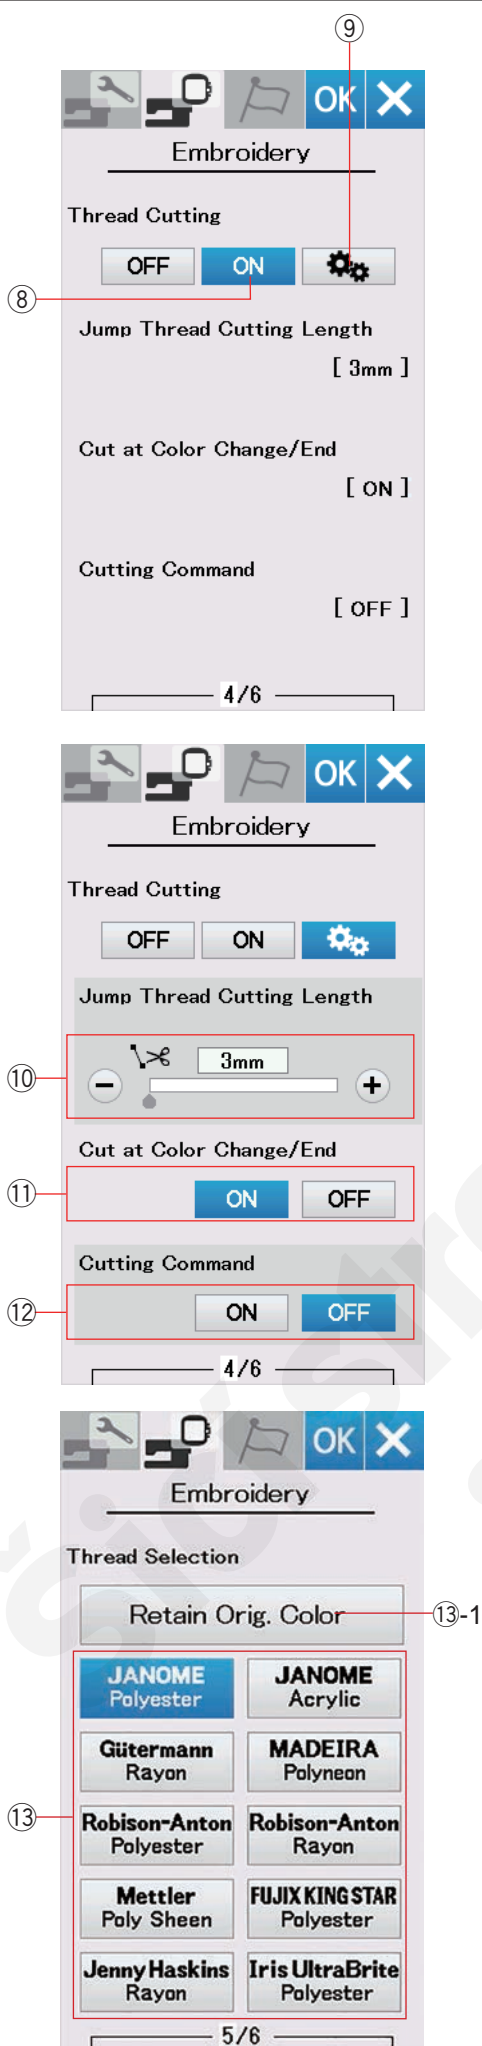 ⑨
OK
Embroidery
Thread Cutting
OFF ON
⑧
Jump Thread Cutting Length
[ 3mm ]
Cut at Color Change/End
[ ON ]
Cutting Command
[ OFF ]
4/6
OK
Embroidery
Thread Cutting
OFF ON
Jump Thread Cutting Length
3mm
⑩
Cut at Color Change/End
⑪ ON OFF
Cutting Command
⑫ ON OFF
4/6
OK
Embroidery
Thread Selection
Retain Orig. Color ⑬-1
JANOME JANOME
Polyester Acrylic
Gütermann MADEIRA
Rayon Polyneon
⑬ Robison-Anton Robison-Anton
Polyester Rayon
Mettler FUJIX KING STAR
Poly Sheen Polyester
Jenny Haskins Iris UltraBrite
Rayon Polyester
5/6